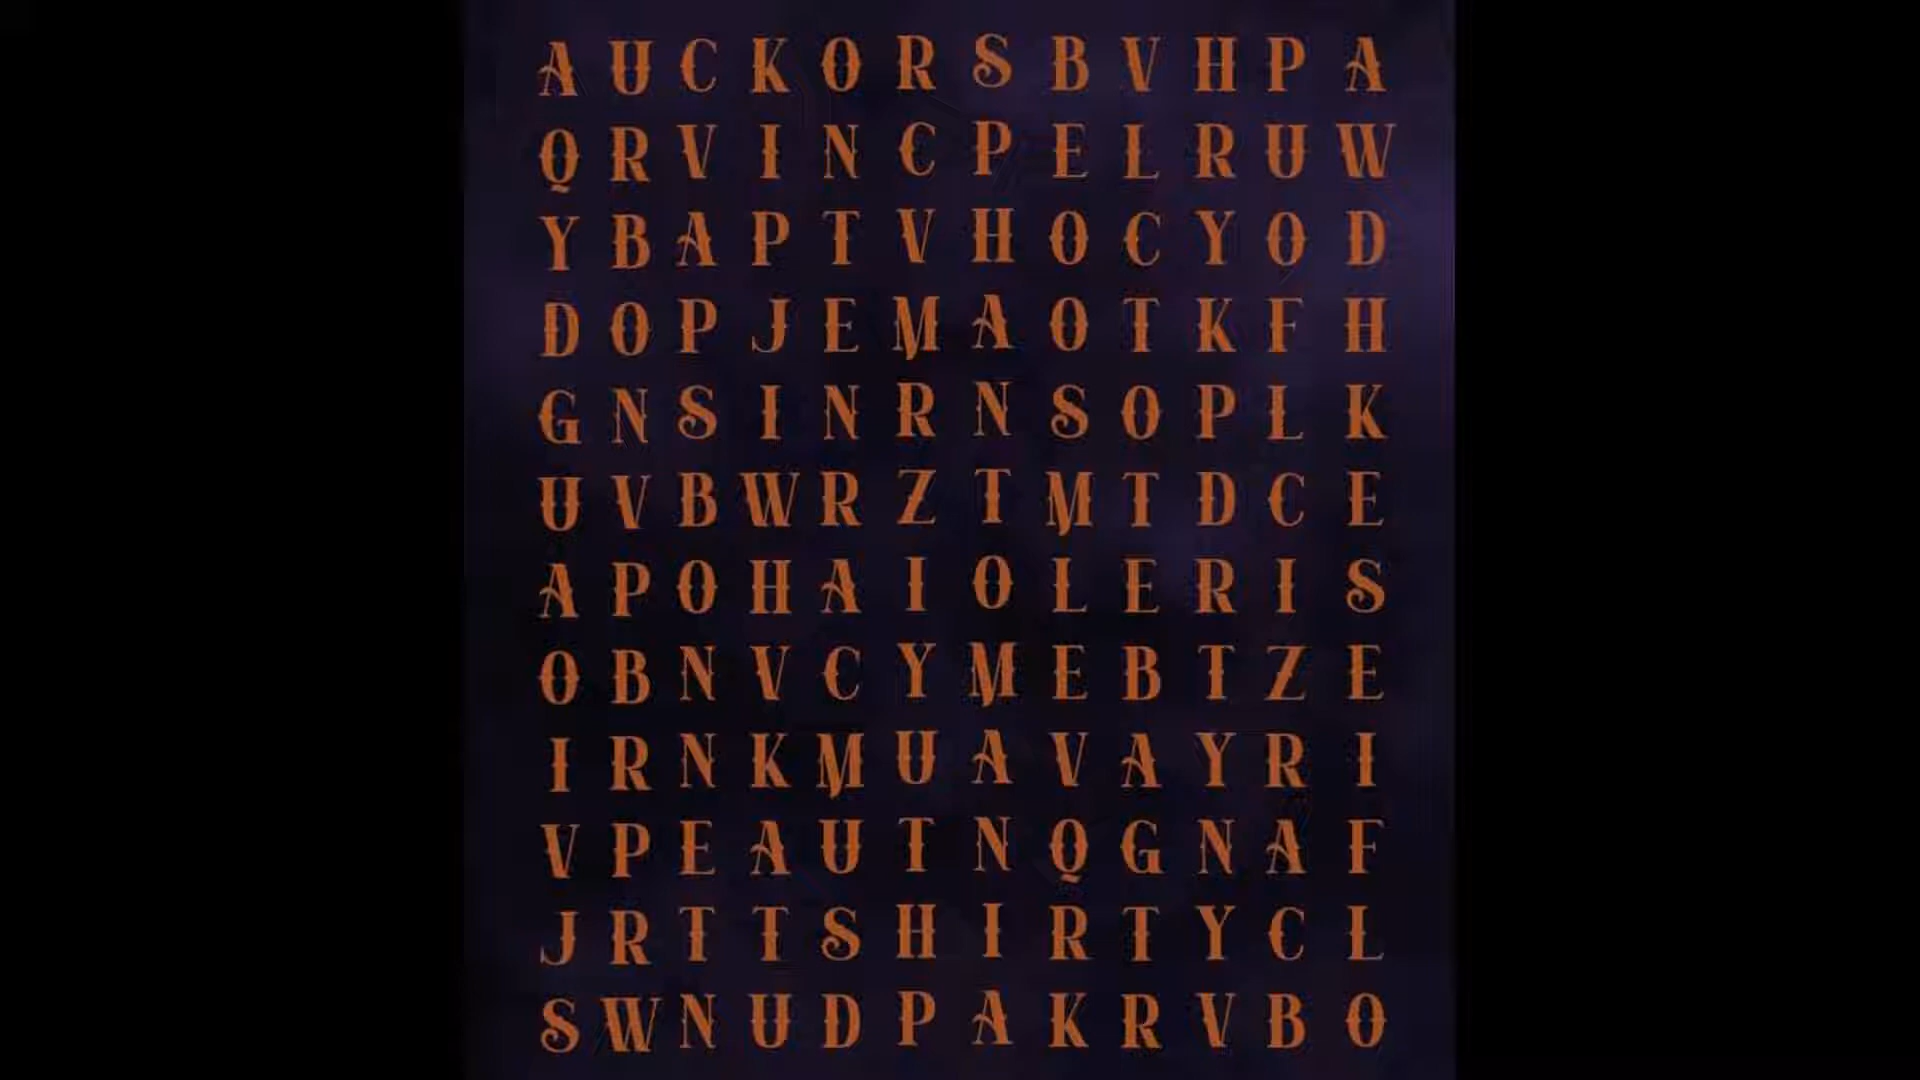 A U C K O R S B V H P A
Q R V I N C P E L R U W
Y B A P T V H O C Y O D
D O P J E M A O T K F H
G N S I N R N S O P L K
U V B W R Z T M T D C E
A P O H A I O L E R I S
O B N V C Y M E B T Z E
I R N K M U A V A Y R I
V P E A U T N Q G N A F
J R T T S H I R T Y C L
S W N U D P A K R V B O